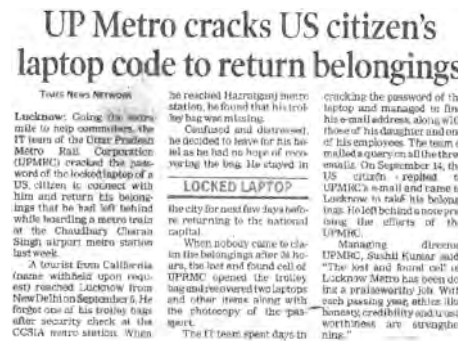 UP Metro cracks US citizen's
laptop code to return belongings
TIMES NEWS NETWORK
Lucknow: Going the extra
mile to help commuters, the
IT team of the Uttar Pradesh
Metro Rail Corporation
(UPMRC) cracked the pass-
word of the locked laptop of a
US citizen to connect with
him and return his belong-
ings that he had left behind
while boarding a metro train
at the Chaudhary Charan
Singh airport metro station
last week.
A tourist from California
(name withheld upon requ-
est) reached Lucknow from
New Delhi on September 6. He
forgot one of his trolley bags
after security check at the
CCSIA metro station. When
he reached Hazratganj metro
station, he found that his trol-
ley bag was missing.
Confused and distressed,
he decided to leave for his ho-
tel as he had no hope of reco-
vering the bag. He stayed in
LOCKED LAPTOP
the city for next few days befo-
re returning to the national
capital.
When nobody came to cla-
im the belongings after 24 ho-
urs, the lost and found cell of
UPRMC opened the trolley
bag and recovered two laptops
and other items along with
the photocopy of the pas-
sport.
The IT team spent days in
cracking the password of th
laptop and managed to fin
his e-mail address, along wit
those of his daughter and on
of his employees. The team e
mailed a query on all the thre
emails. On September 14, th
US citizen replied t
UPMRC's e-mail and came t
Lucknow to take his belong
ings. He left behind a note pra
ising the efforts of th
UPMRC.
Managing director
UPMRC, Sushil Kumar said
"The lost and found cell
Lucknow Metro has been do
ing a praiseworthy job. With
each passing year, ethics lik
honesty, credibility and trust
worthiness are strengthe
ning."